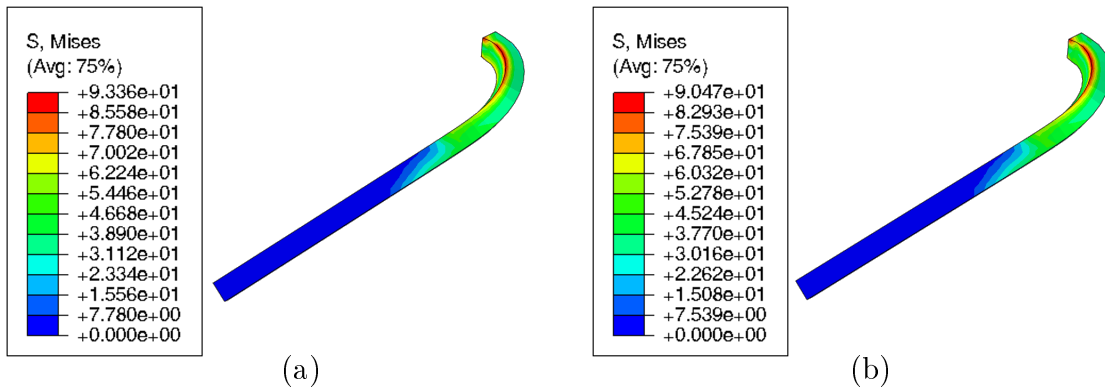 S, Mises
(Avg: 75%)
+9.336e+01
+8.558e+01
+7.780e+01
+7.002e+01
+6.224e+01
+5.446e+01
+4.668e+01
+3.890e+01
+3.112e+01
+2.334e+01
+1.556e+01
+7.780e+00
+0.000e+00
(a)
S, Mises
(Avg: 75%)
+9.047e+01
+8.293e+01
+7.539e+01
+6.785e+01
+6.032e+01
+5.278e+01
+4.524e+01
+3.770e+01
+3.016e+01
+2.262e+01
+1.508e+01
+7.539e+00
+0.000e+00
(b)